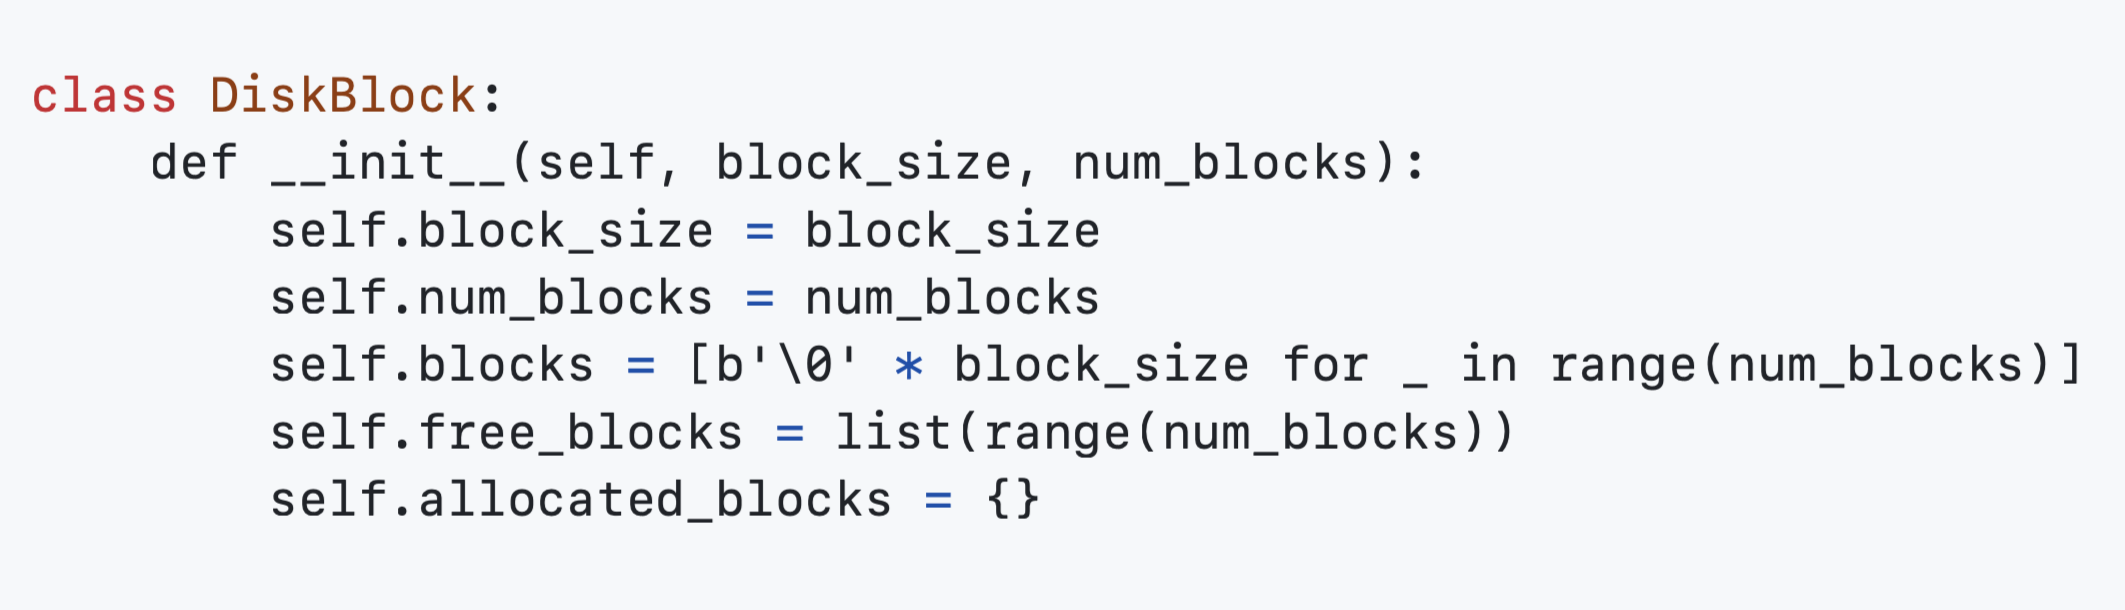 class DiskBlock:
    def __init__(self, block_size, num_blocks):
        self.block_size = block_size
        self.num_blocks = num_blocks
        self.blocks = [b'\0' * block_size for _ in range(num_blocks)]
        self.free_blocks = list(range(num_blocks))
        self.allocated_blocks = {}